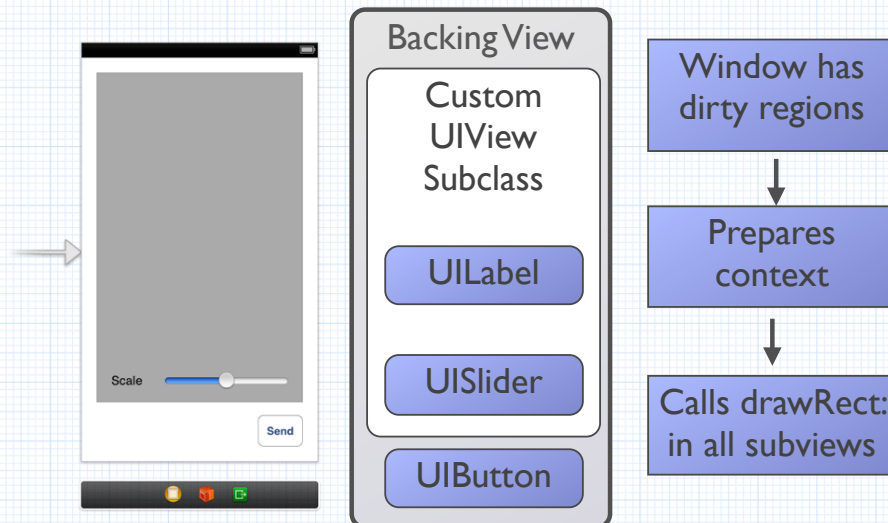 Scale
Send
Backing View
Custom
UIView
Subclass
UILabel
UISlider
UIButton
Window has
dirty regions
Prepares
context
Calls drawRect:
in all subviews